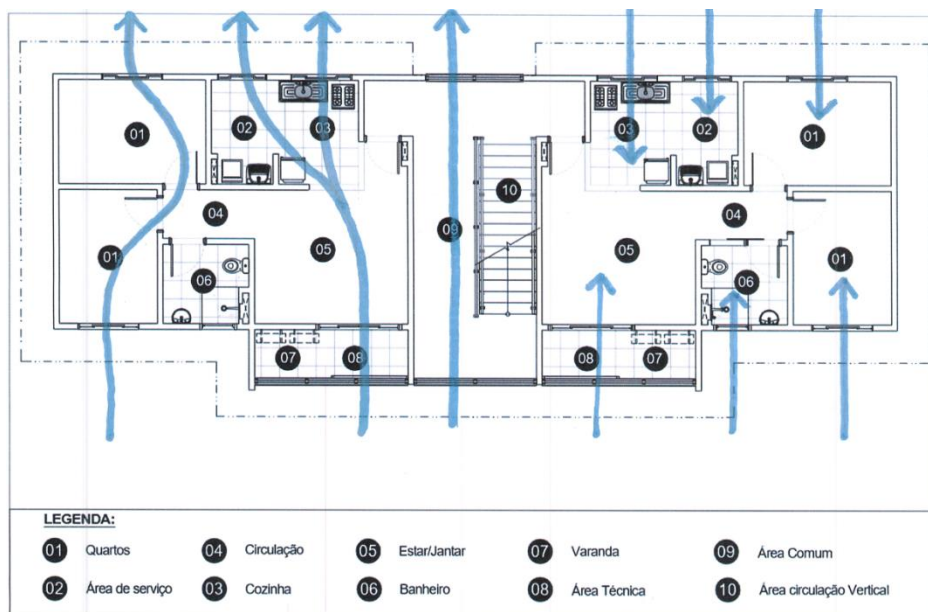 01
02
03
03
02
01
04
10
04
01
05
09
05
01
06
06
07
08
08
07
LEGENDA:
01 Quartos
04 Circulação
05 Estar/Jantar
07 Varanda
09 Área Comum
02 Área de serviço
03 Cozinha
06 Banheiro
08 Área Técnica
10 Área circulação Vertical